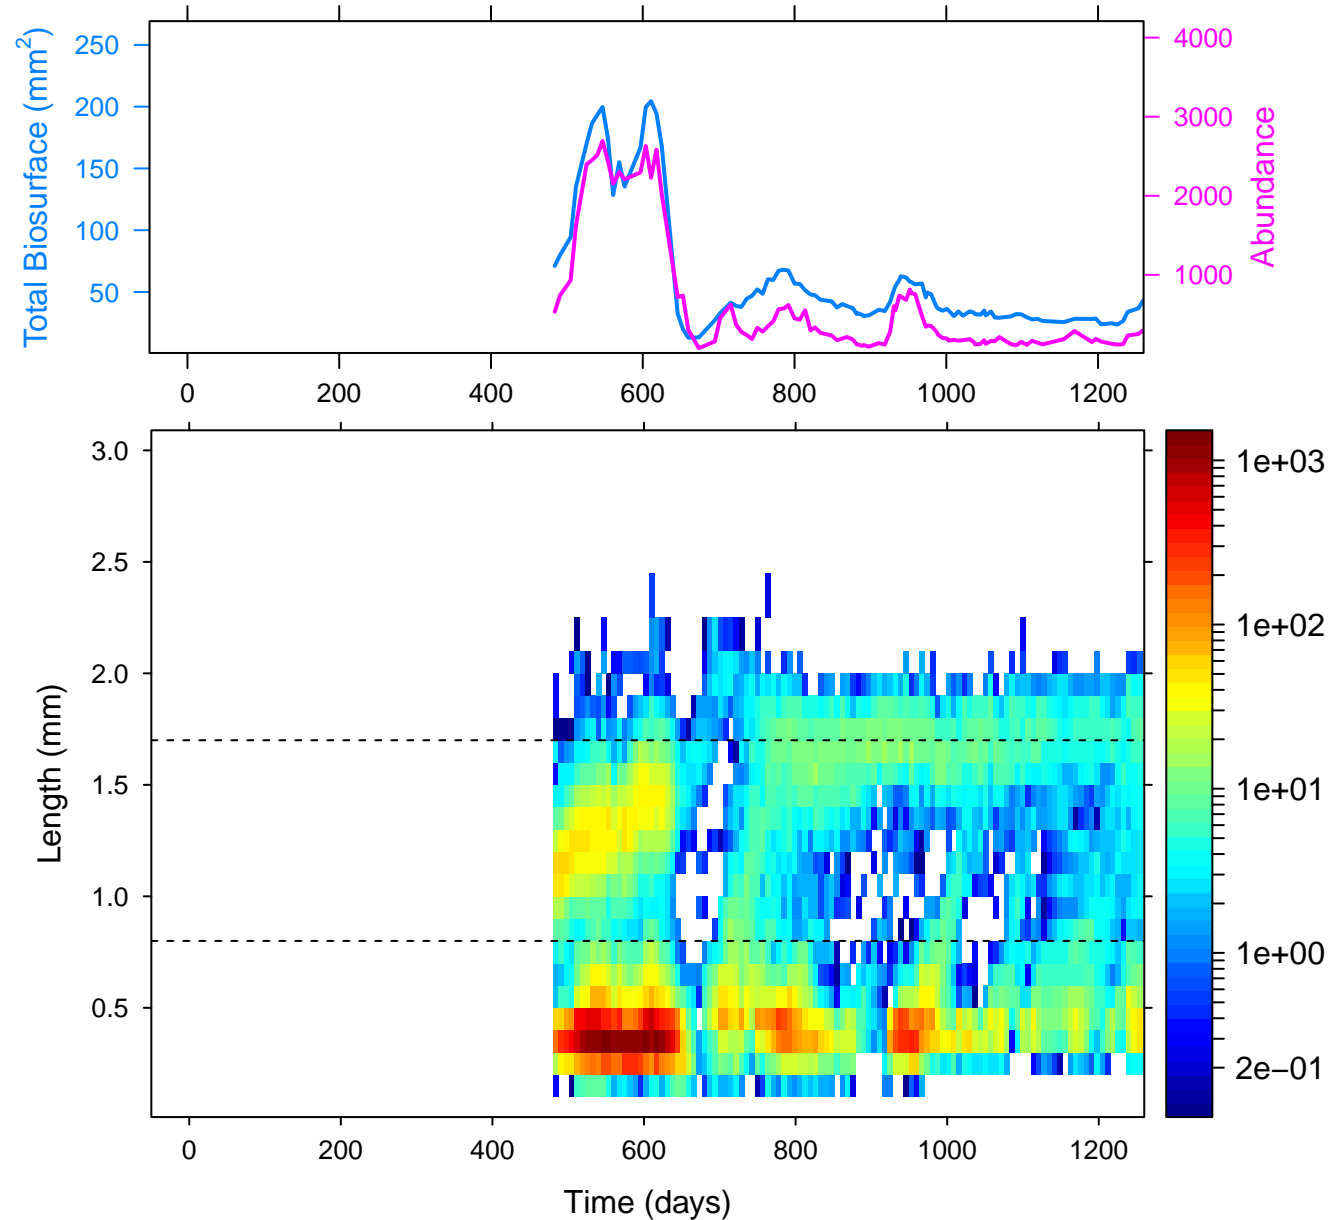 Total Biosurface (mm²)
250
200
150
100
50
4000
3000
2000
1000
Abundance
0 200 400 600 800 1000 1200
Length (mm)
3.0
2.5
2.0
1.5
1.0
0.5
1e+03
1e+02
1e+01
1e+00
2e−01
0 200 400 600 800 1000 1200
Time (days)